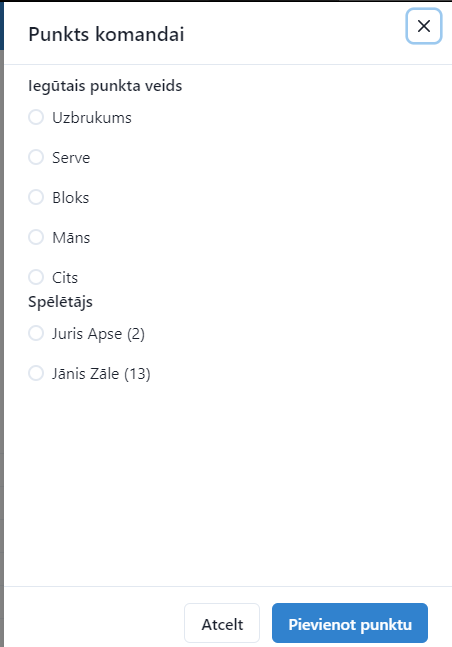 Punkts komandai
Iegūtais punkta veids
Uzbrukums
Serve
Bloks
Māns
Cits
Spēlētājs
Juris Apse (2)
Jānis Zāle (13)
Atcelt
Pievienot punktu